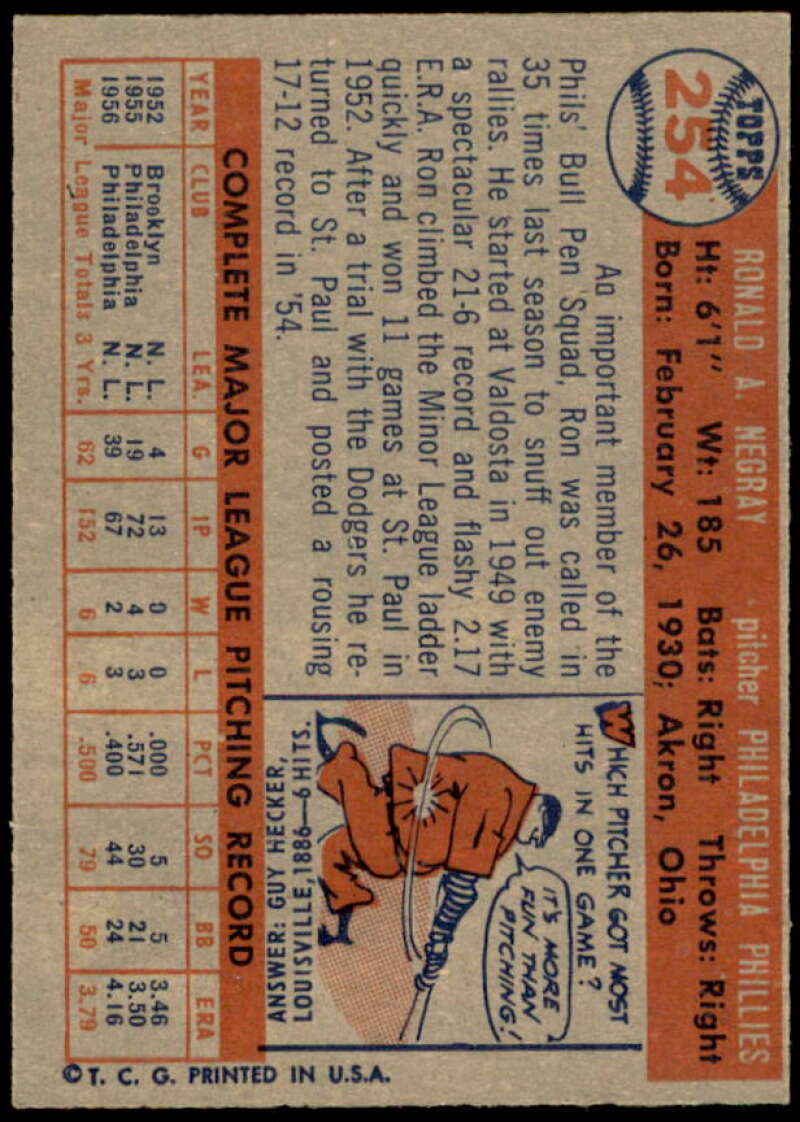 TOPPS
254
RONALD A. NEGRAY - pitcher PHILADELPHIA PHILLIES
Ht: 6'1" Wt: 185 Bats: Right Throws: Right
Born: February 26, 1930; Akron, Ohio
An important member of the
Phils' Bull Pen Squad, Ron was called in
35 times last season to snuff out enemy
rallies. He started at Valdosta in 1949 with
a spectacular 21-6 record and flashy 2.17
E.R.A. Ron climbed the Minor League ladder
quickly and won 11 games at St. Paul in
1952. After a trial with the Dodgers he re-
turned to St. Paul and posted a rousing
17-12 record in '54.
WHICH PITCHER GOT MOST
HITS IN ONE GAME?
IT'S MORE
FUN THAN
PITCHING!
ANSWER: GUY HECKER,
LOUISVILLE, 1886—6 HITS.
COMPLETE MAJOR LEAGUE PITCHING RECORD
YEAR CLUB LEA. G IP W L PCT SO BB ERA
1952 Brooklyn N. L. 4 13 0 0 .000 5 5 3.46
1955 Philadelphia N. L. 19 72 4 3 .571 30 21 3.50
1956 Philadelphia N. L. 39 67 2 3 .400 44 24 4.16
Major League Totals 3 Yrs. 62 152 6 6 .500 79 50 3.79
© T. C. G. PRINTED IN U.S.A.